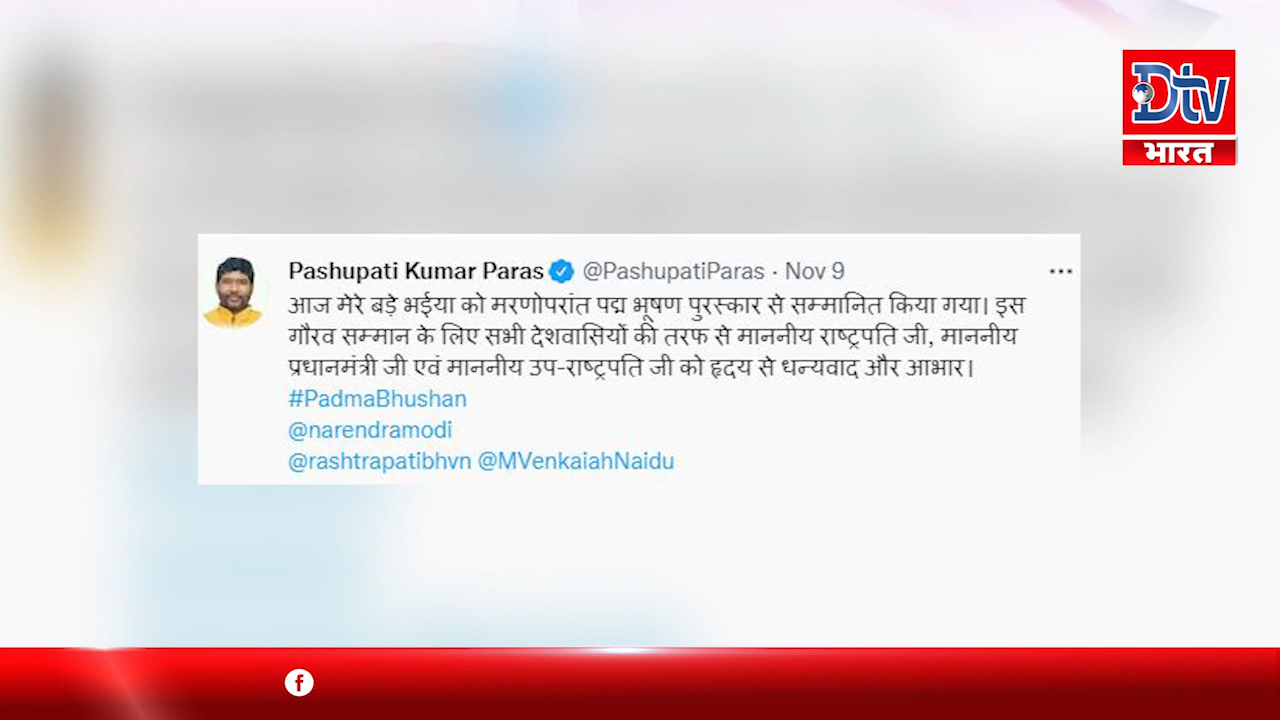 Dtv
भारत
Pashupati Kumar Paras @PashupatiParas · Nov 9
आज मेरे बड़े भईया को मरणोपरांत पद्म भूषण पुरस्कार से सम्मानित किया गया। इस
गौरव सम्मान के लिए सभी देशवासियों की तरफ से माननीय राष्ट्रपति जी, माननीय
प्रधानमंत्री जी एवं माननीय उप-राष्ट्रपति जी को हृदय से धन्यवाद और आभार।
#PadmaBhushan
@narendramodi
@rashtrapatibhvn @MVenkaiahNaidu